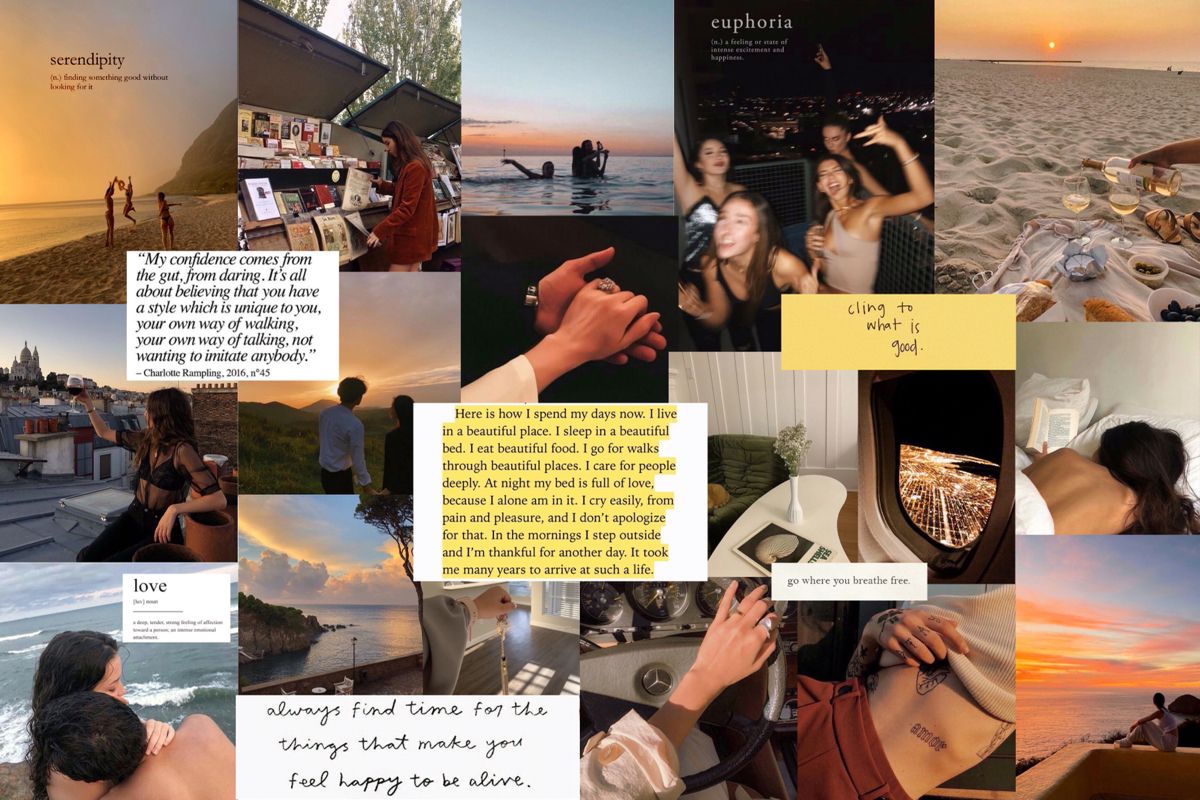 serendipity
(n.) finding something good without
looking for it
euphoria
(n.) a feeling or state of
intense excitement and
happiness.
“My confidence comes from
the gut, from daring. It’s all
about believing that you have
a style which is unique to you,
your own way of walking,
your own way of talking, not
wanting to imitate anybody.”
– Charlotte Rampling, 2016, n°45
cling to
what is
good.
Here is how I spend my days now. I live
in a beautiful place. I sleep in a beautiful
bed. I eat beautiful food. I go for walks
through beautiful places. I care for people
deeply. At night my bed is full of love,
because I alone am in it. I cry easily, from
pain and pleasure, and I don’t apologize
for that. In the mornings I step outside
and I’m thankful for another day. It took
me many years to arrive at such a life.
SEA
SHELLS
go where you breathe free.
love
[lʌv] noun
a deep, tender, strong feeling of affection
toward a person; an intense emotional
attachment.
always find time for the
things that make you
feel happy to be alive.
amor